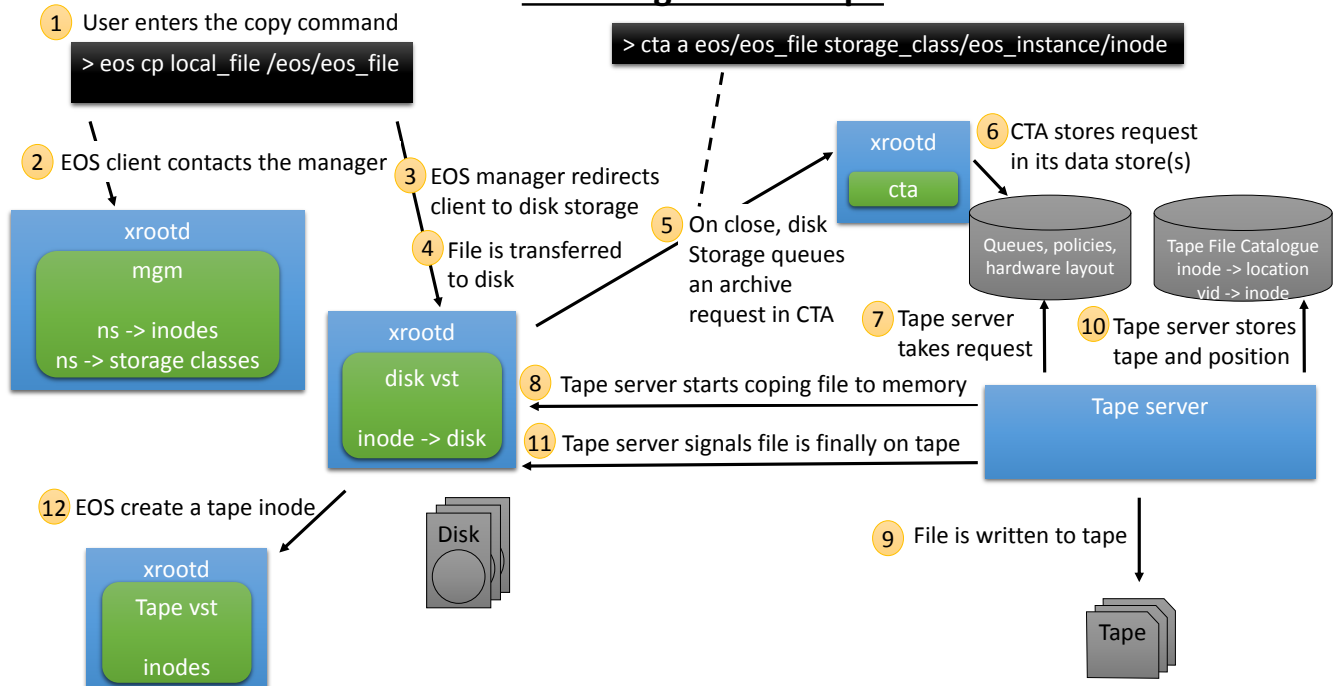 1 User enters the copy command
> eos cp local_file /eos/eos_file
> cta a eos/eos_file storage_class/eos_instance/inode
2 EOS client contacts the manager
xrootd
mgm
ns -> inodes
ns -> storage classes
3 EOS manager redirects
client to disk storage
4 File is transferred
to disk
xrootd
disk vst
inode -> disk
5 On close, disk
Storage queues
an archive
request in CTA
xrootd
cta
6 CTA stores request
in its data store(s)
Queues, policies,
hardware layout
Tape File Catalogue
inode -> location
vid -> inode
7 Tape server
takes request
10 Tape server stores
tape and position
8 Tape server starts coping file to memory
Tape server
11 Tape server signals file is finally on tape
12 EOS create a tape inode
xrootd
Tape vst
inodes
Disk
9 File is written to tape
Tape